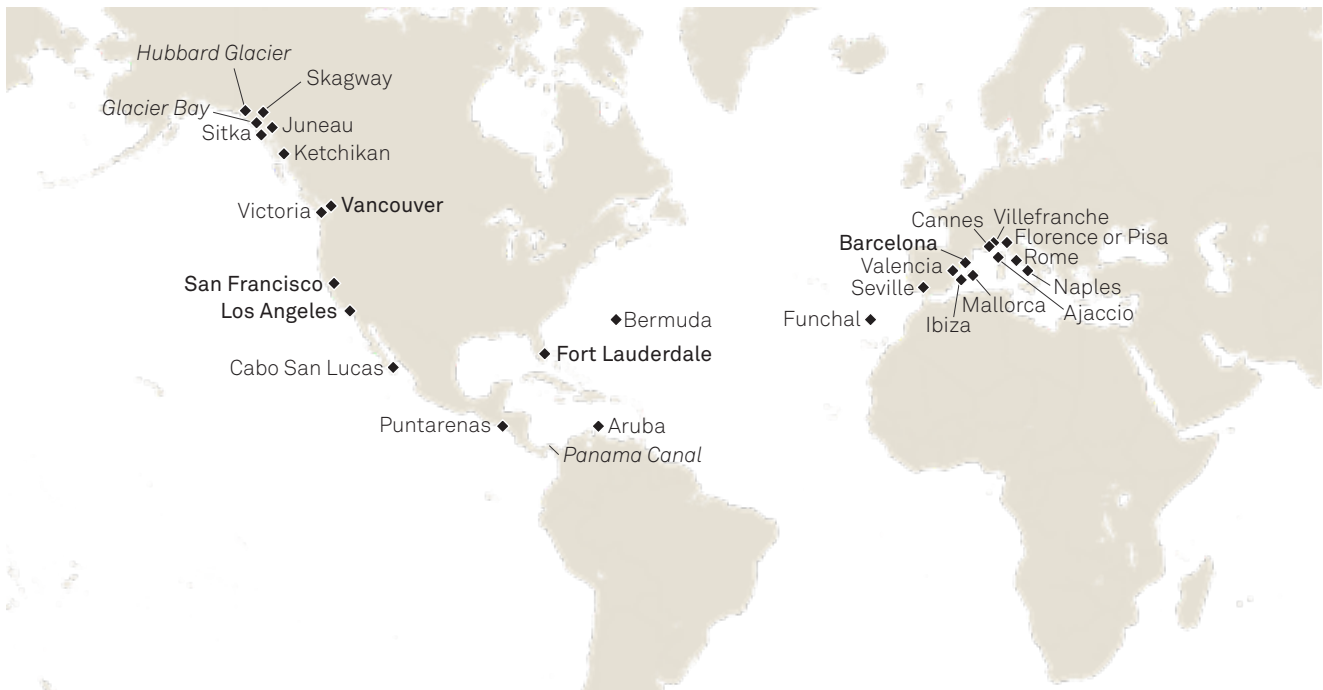 Hubbard Glacier
Skagway
Glacier Bay
Sitka
Juneau
Ketchikan
Victoria
Vancouver
San Francisco
Los Angeles
Cabo San Lucas
Puntarenas
Bermuda
Fort Lauderdale
Aruba
Panama Canal
Funchal
Cannes
Villefranche
Barcelona
Florence or Pisa
Valencia
Rome
Seville
Naples
Mallorca
Ajaccio
Ibiza